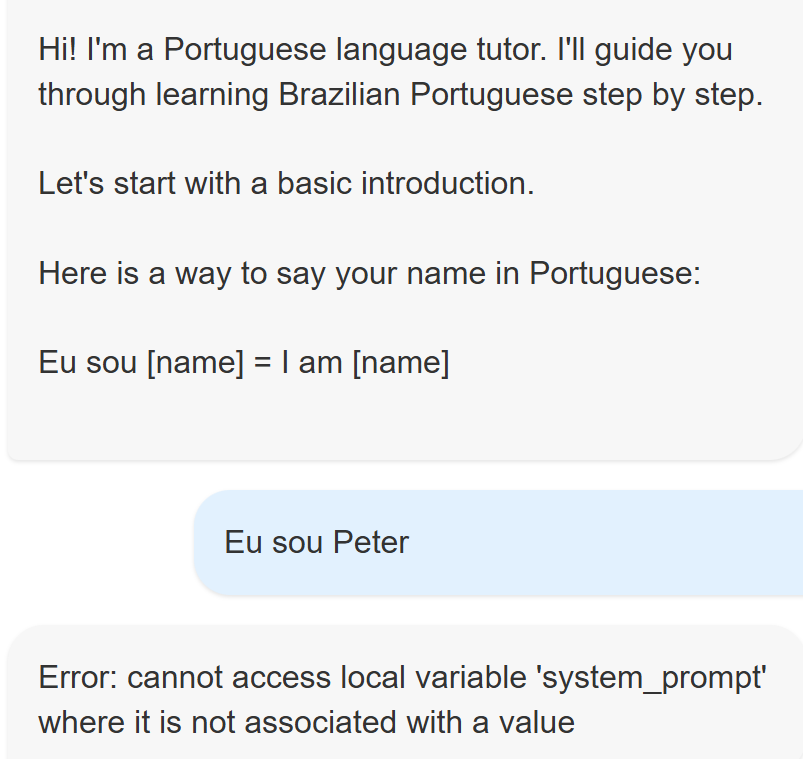 Hi! I'm a Portuguese language tutor. I'll guide you
through learning Brazilian Portuguese step by step.
Let's start with a basic introduction.
Here is a way to say your name in Portuguese:
Eu sou [name] = I am [name]
Eu sou Peter
Error: cannot access local variable 'system_prompt'
where it is not associated with a value